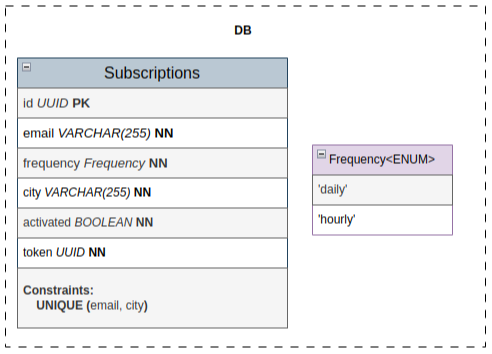 DB
Subscriptions
id UUID PK
email VARCHAR(255) NN
frequency Frequency NN
city VARCHAR(255) NN
activated BOOLEAN NN
token UUID NN
Constraints:
UNIQUE (email, city)
Frequency<ENUM>
'daily'
'hourly'